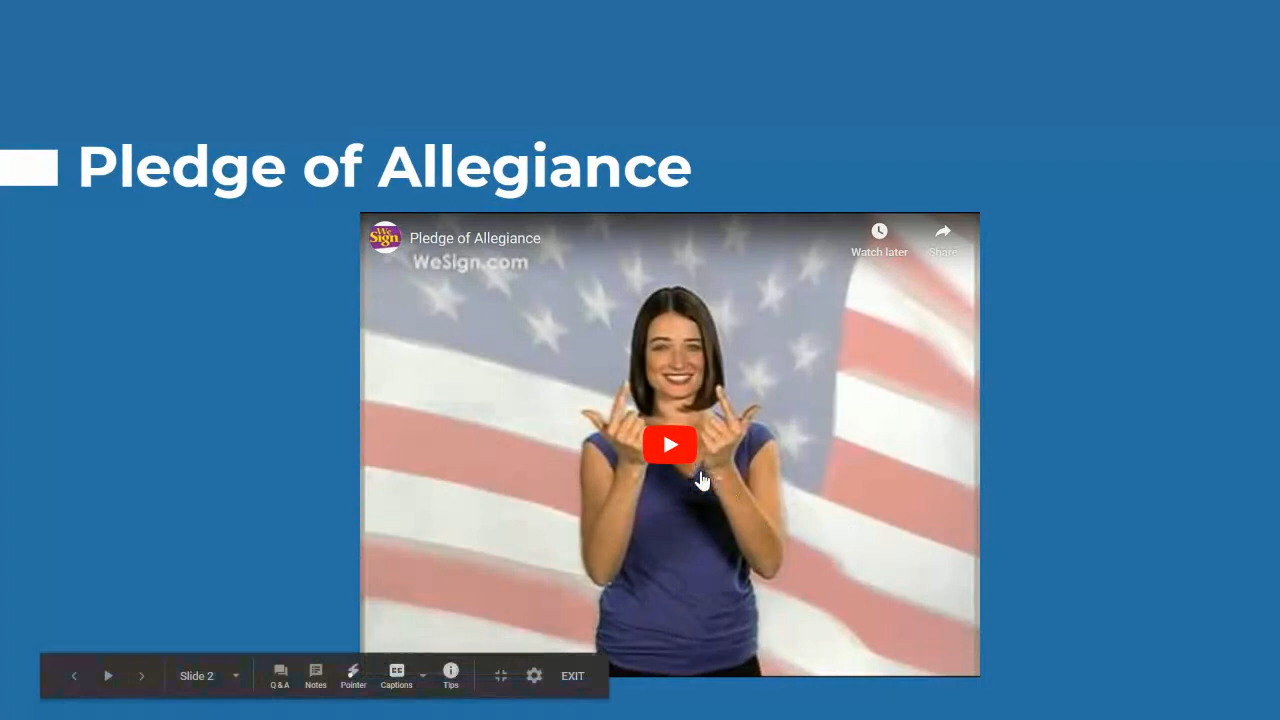 Pledge of Allegiance
We
Sign
Pledge of Allegiance
Watch later
Share
WeSign.com
Slide 2
Q & A
Notes
Pointer
Captions
Tips
EXIT